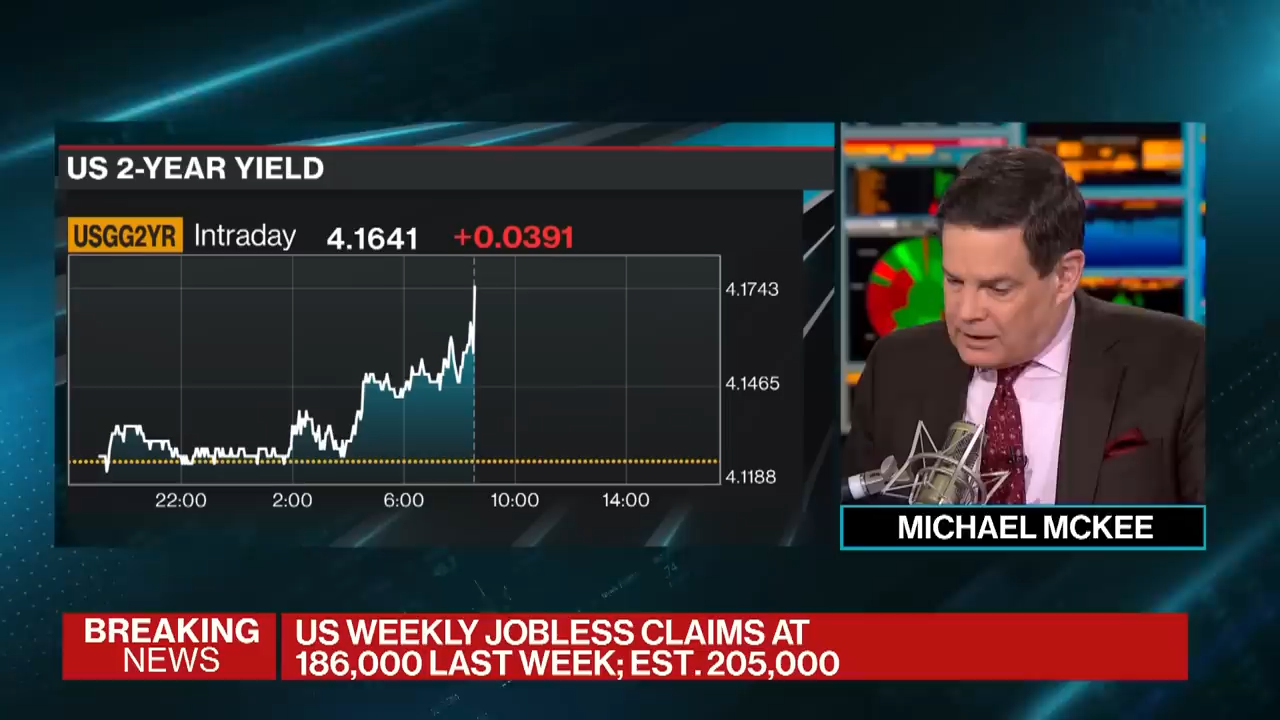 US 2-YEAR YIELD
USGG2YR Intraday 4.1641 +0.0391
4.1743
4.1465
4.1188
22:00 2:00 6:00 10:00 14:00
MICHAEL MCKEE
BREAKING
NEWS
US WEEKLY JOBLESS CLAIMS AT
186,000 LAST WEEK; EST. 205,000